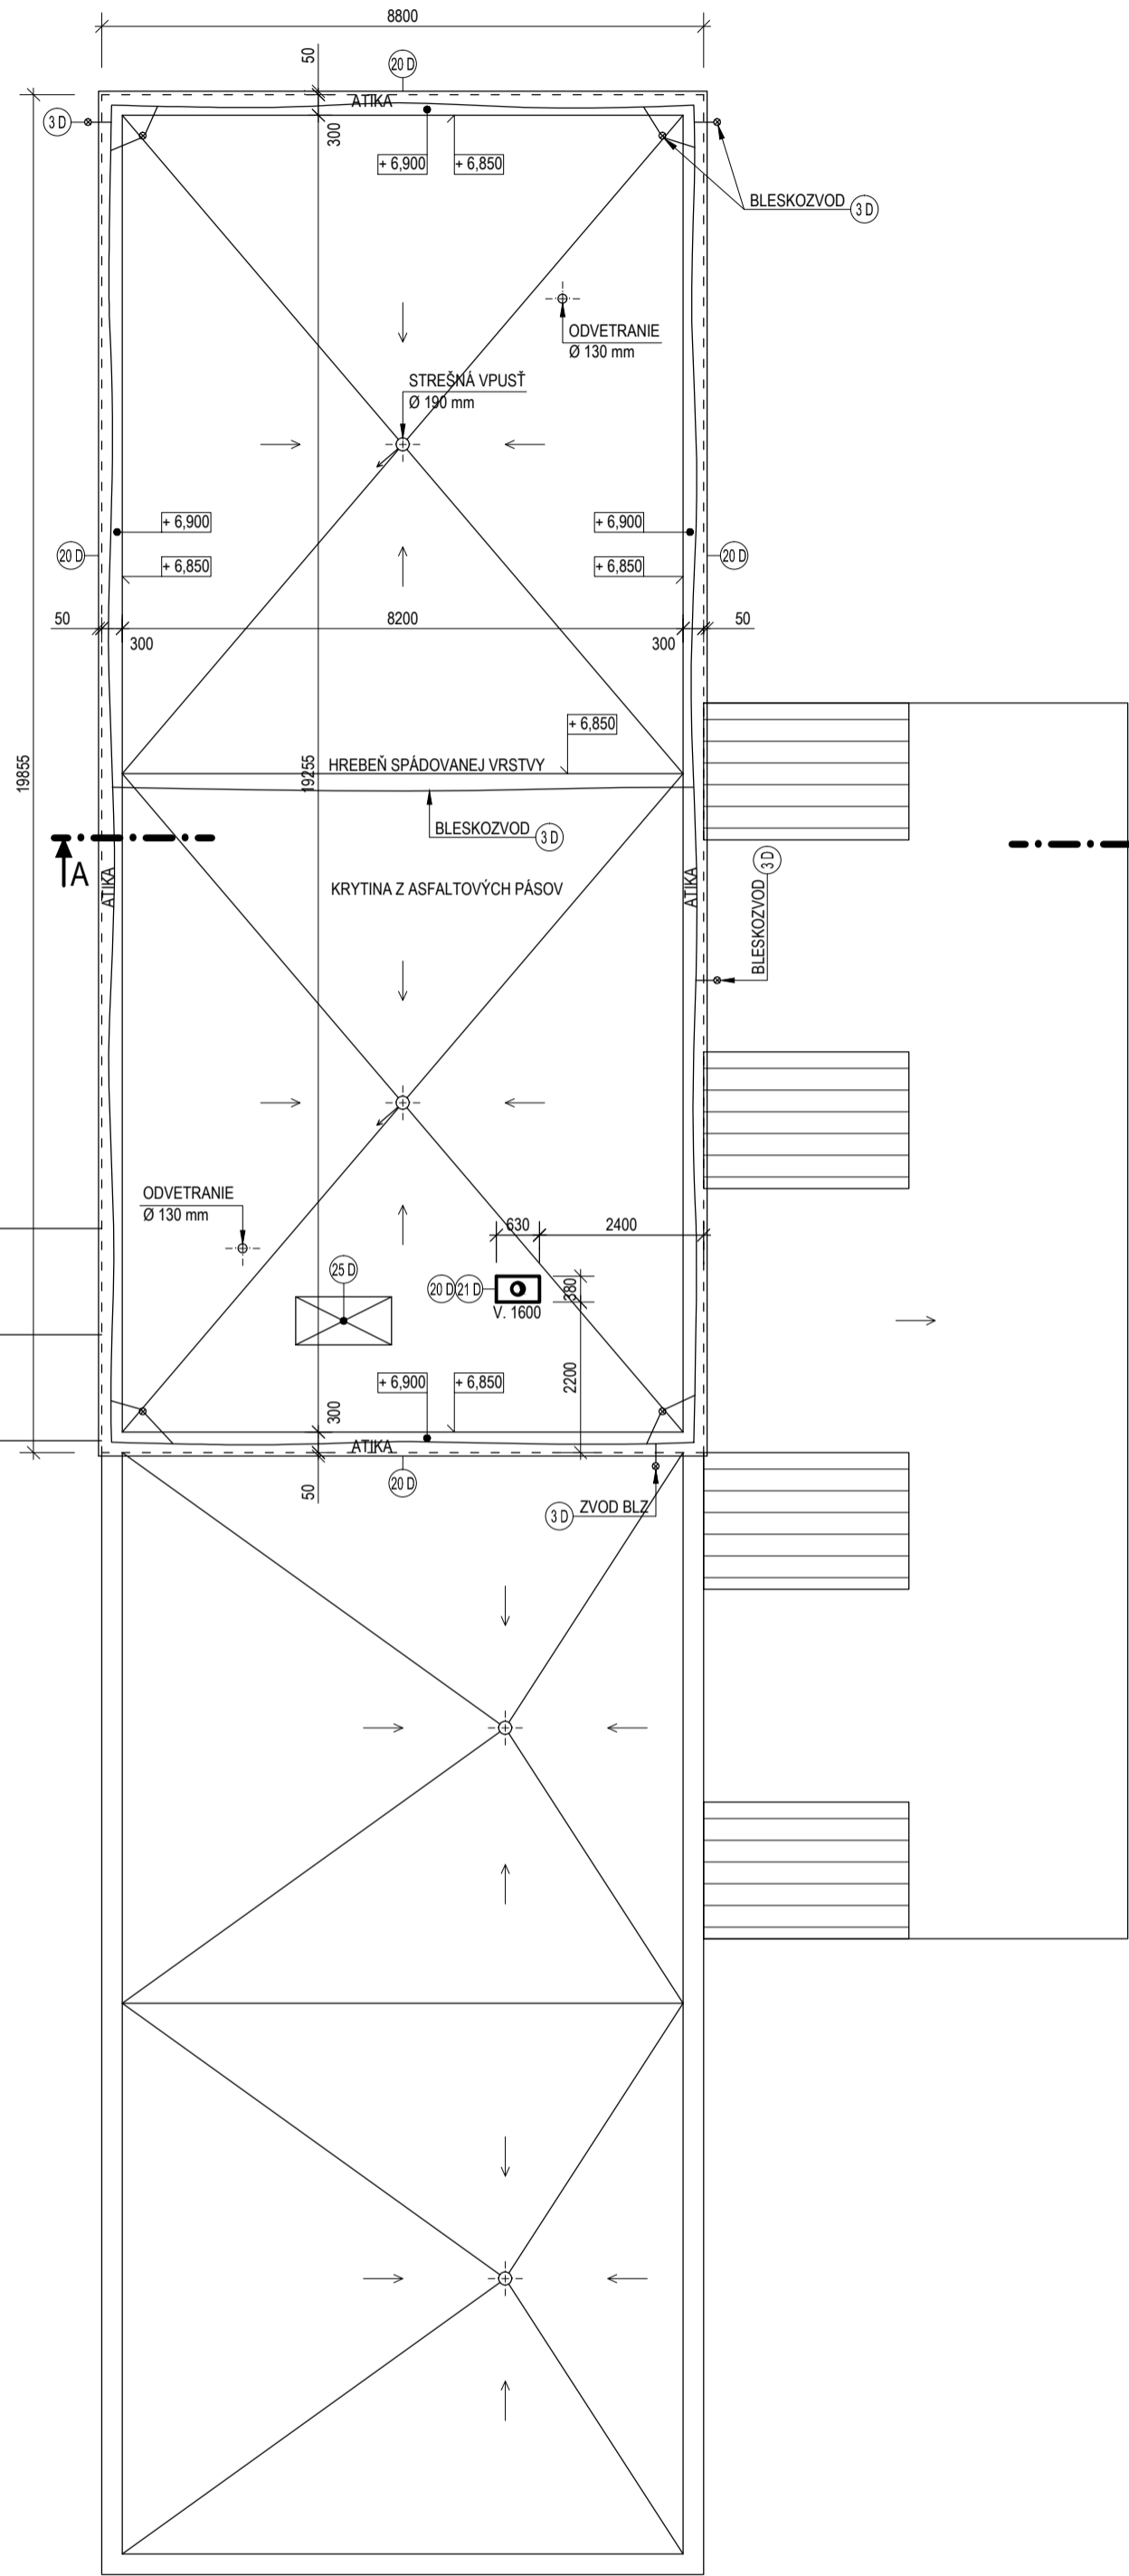 8800
50
20 D
ATIKA
3 D
300
+ 6,900
+ 6,850
BLESKOZVOD
3 D
ODVETRANIE
Ø 130 mm
STREŠNÁ VPUSŤ
Ø 190 mm
+ 6,900
+ 6,900
20 D
+ 6,850
+ 6,850
20 D
50
8200
50
300
300
+ 6,850
19855
19255
HREBEŇ SPÁDOVANEJ VRSTVY
BLESKOZVOD
3 D
A
ATIKA
KRYTINA Z ASFALTOVÝCH PÁSOV
ATIKA
BLESKOZVOD
3 D
ODVETRANIE
Ø 130 mm
630
2400
25 D
20 D
21 D
380
V. 1600
2200
+ 6,900
+ 6,850
300
ATIKA
50
20 D
3 D
ZVOD BLZ